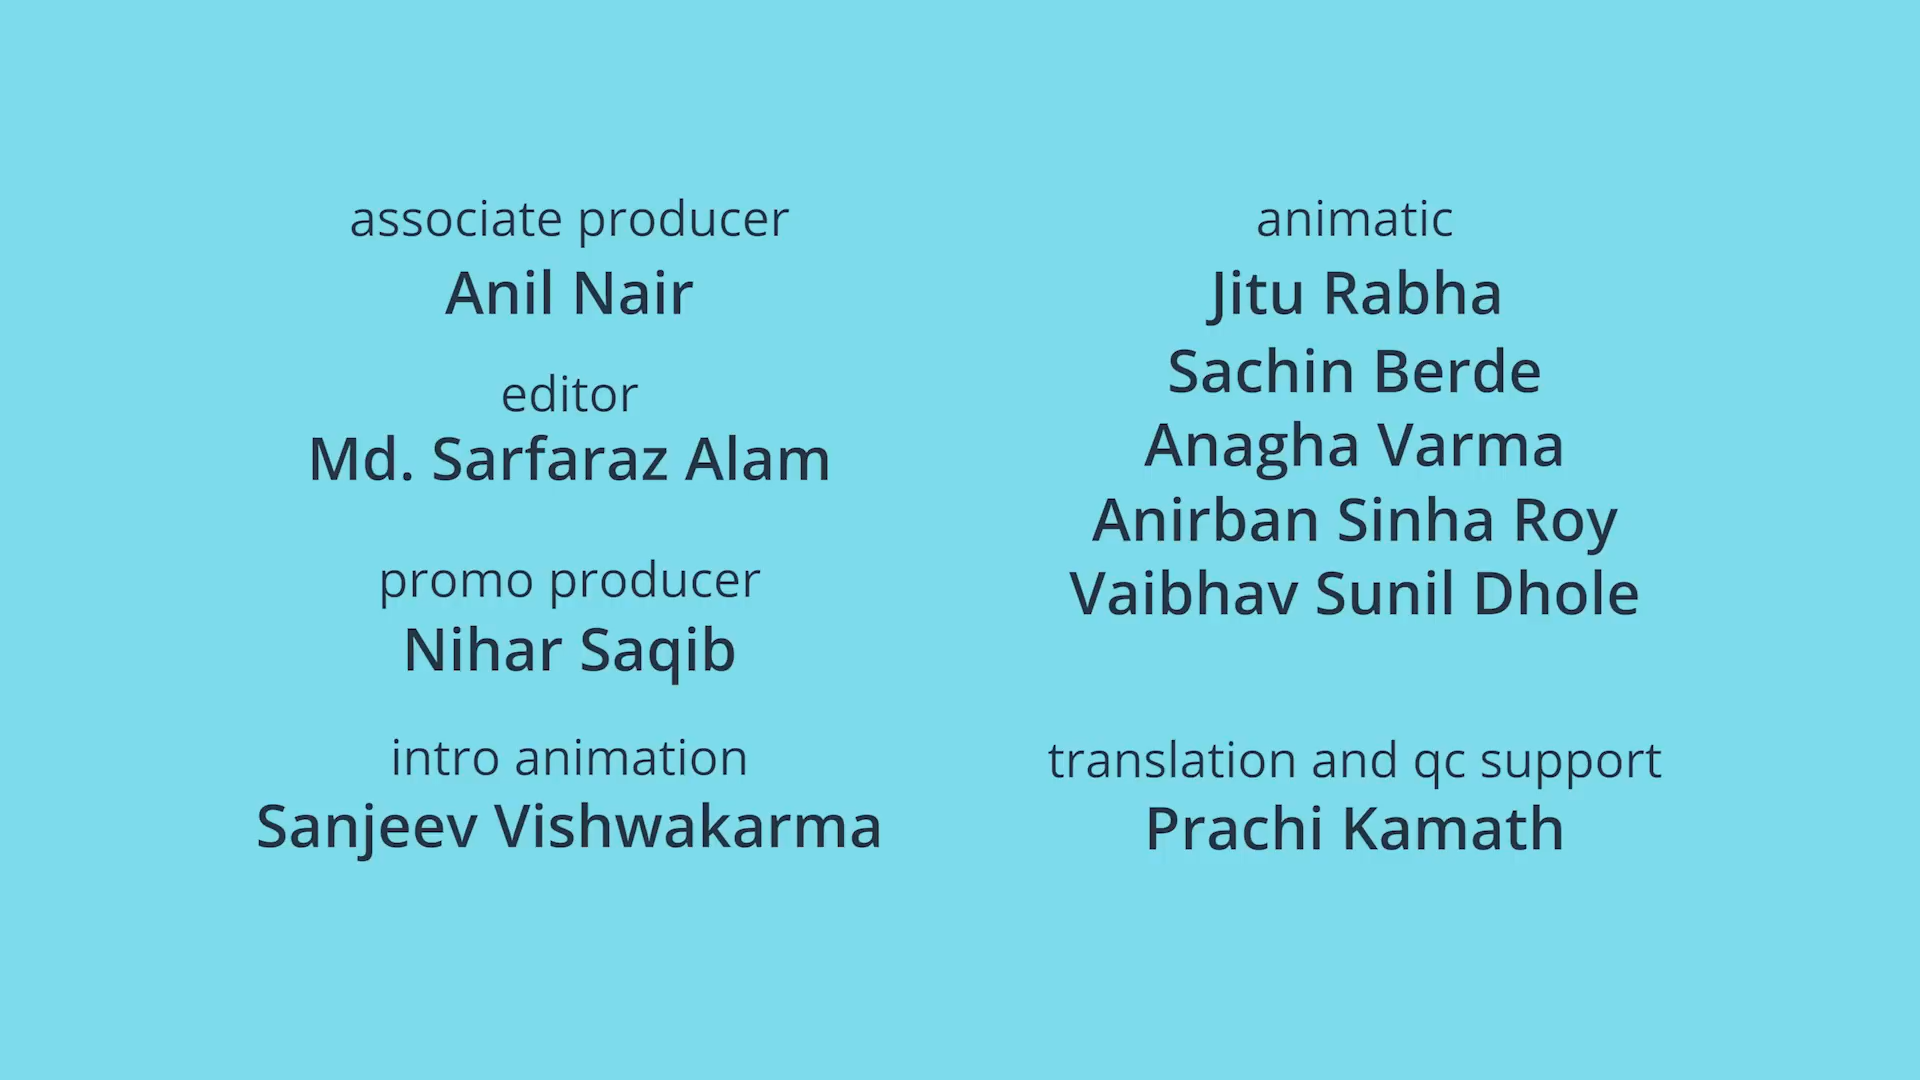 associate producer
Anil Nair
editor
Md. Sarfaraz Alam
promo producer
Nihar Saqib
intro animation
Sanjeev Vishwakarma
animatic
Jitu Rabha
Sachin Berde
Anagha Varma
Anirban Sinha Roy
Vaibhav Sunil Dhole
translation and qc support
Prachi Kamath